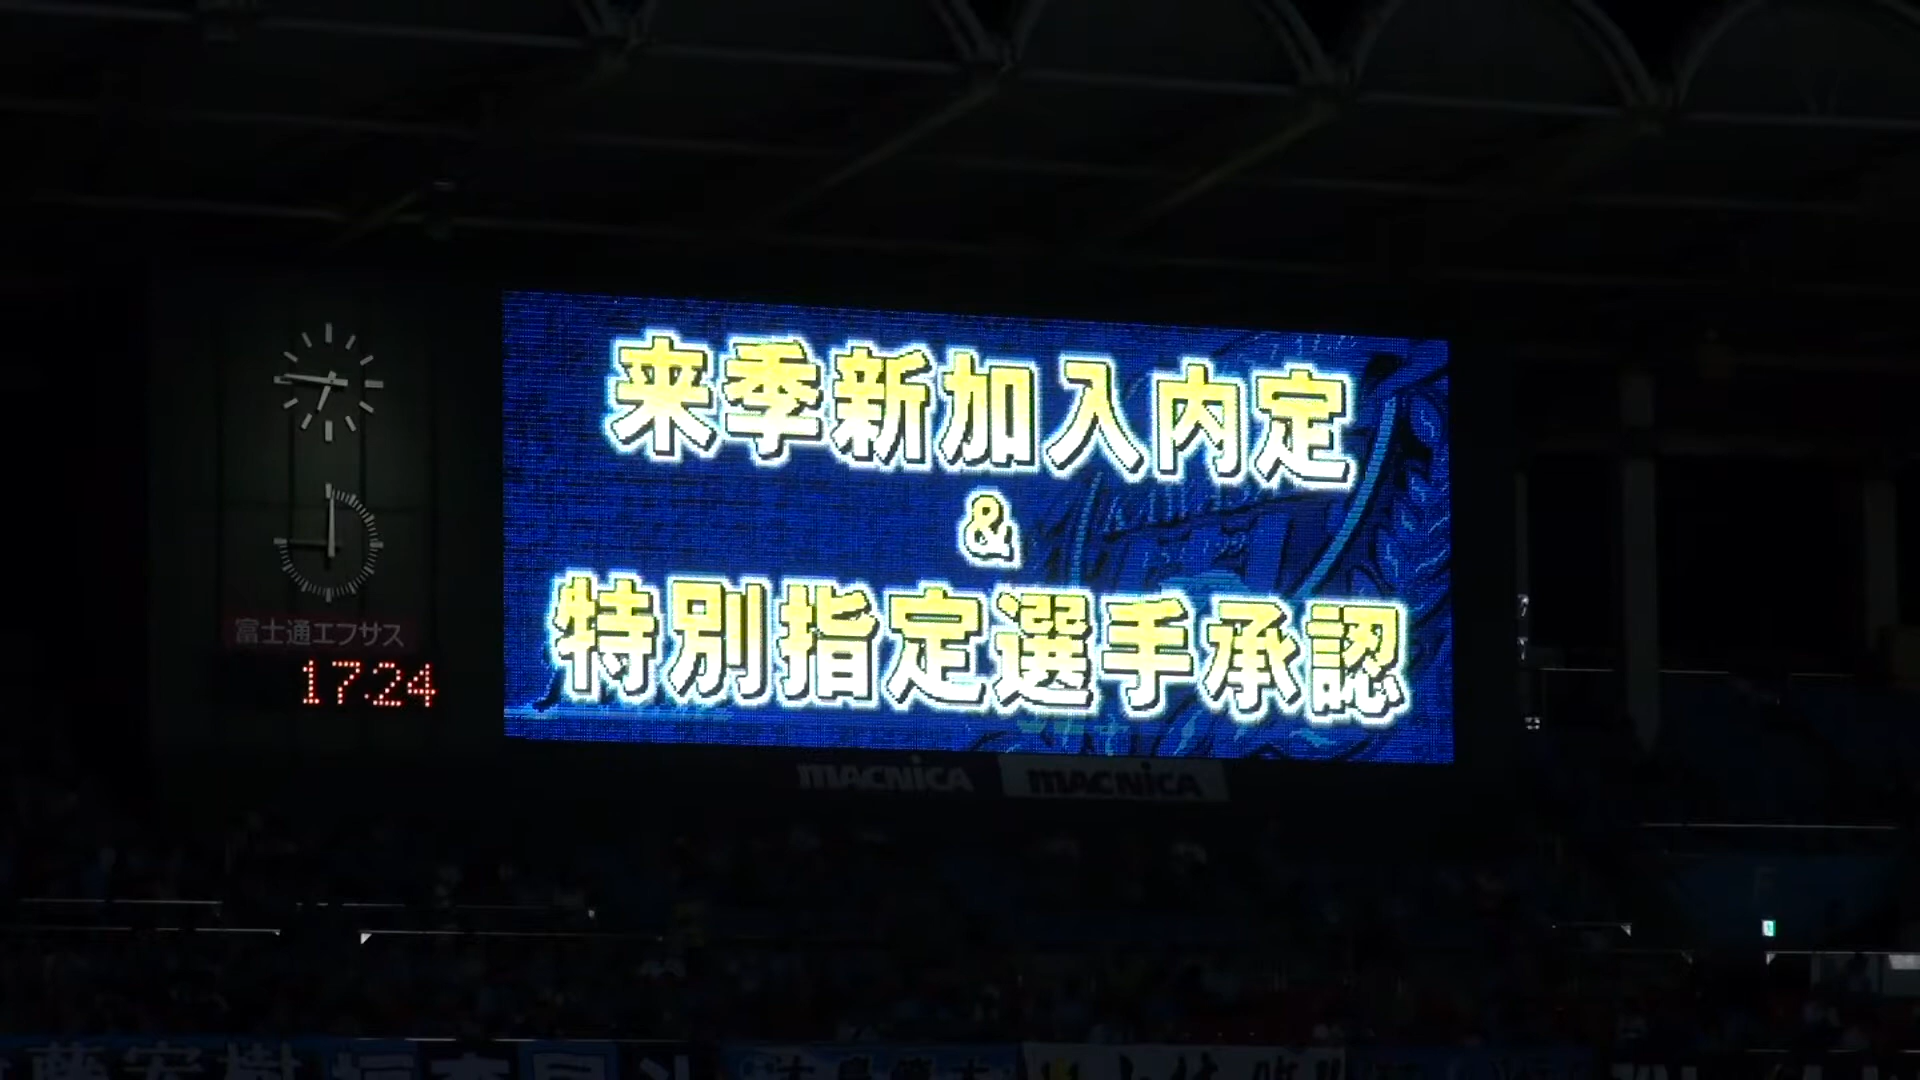 来季新加入内定
&
特別指定選手承認
富士通エフサス
17:24
macnica
macnica